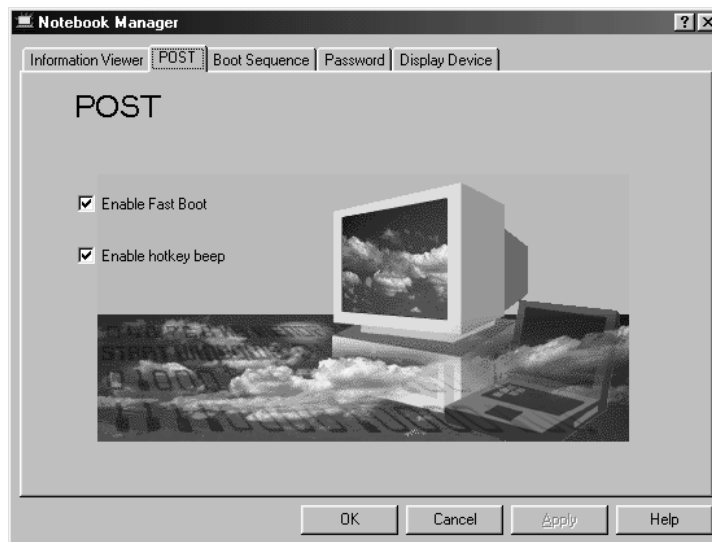 Notebook Manager
Information Viewer POST Boot Sequence Password Display Device
POST
Enable Fast Boot
Enable hotkey beep
OK Cancel Apply Help